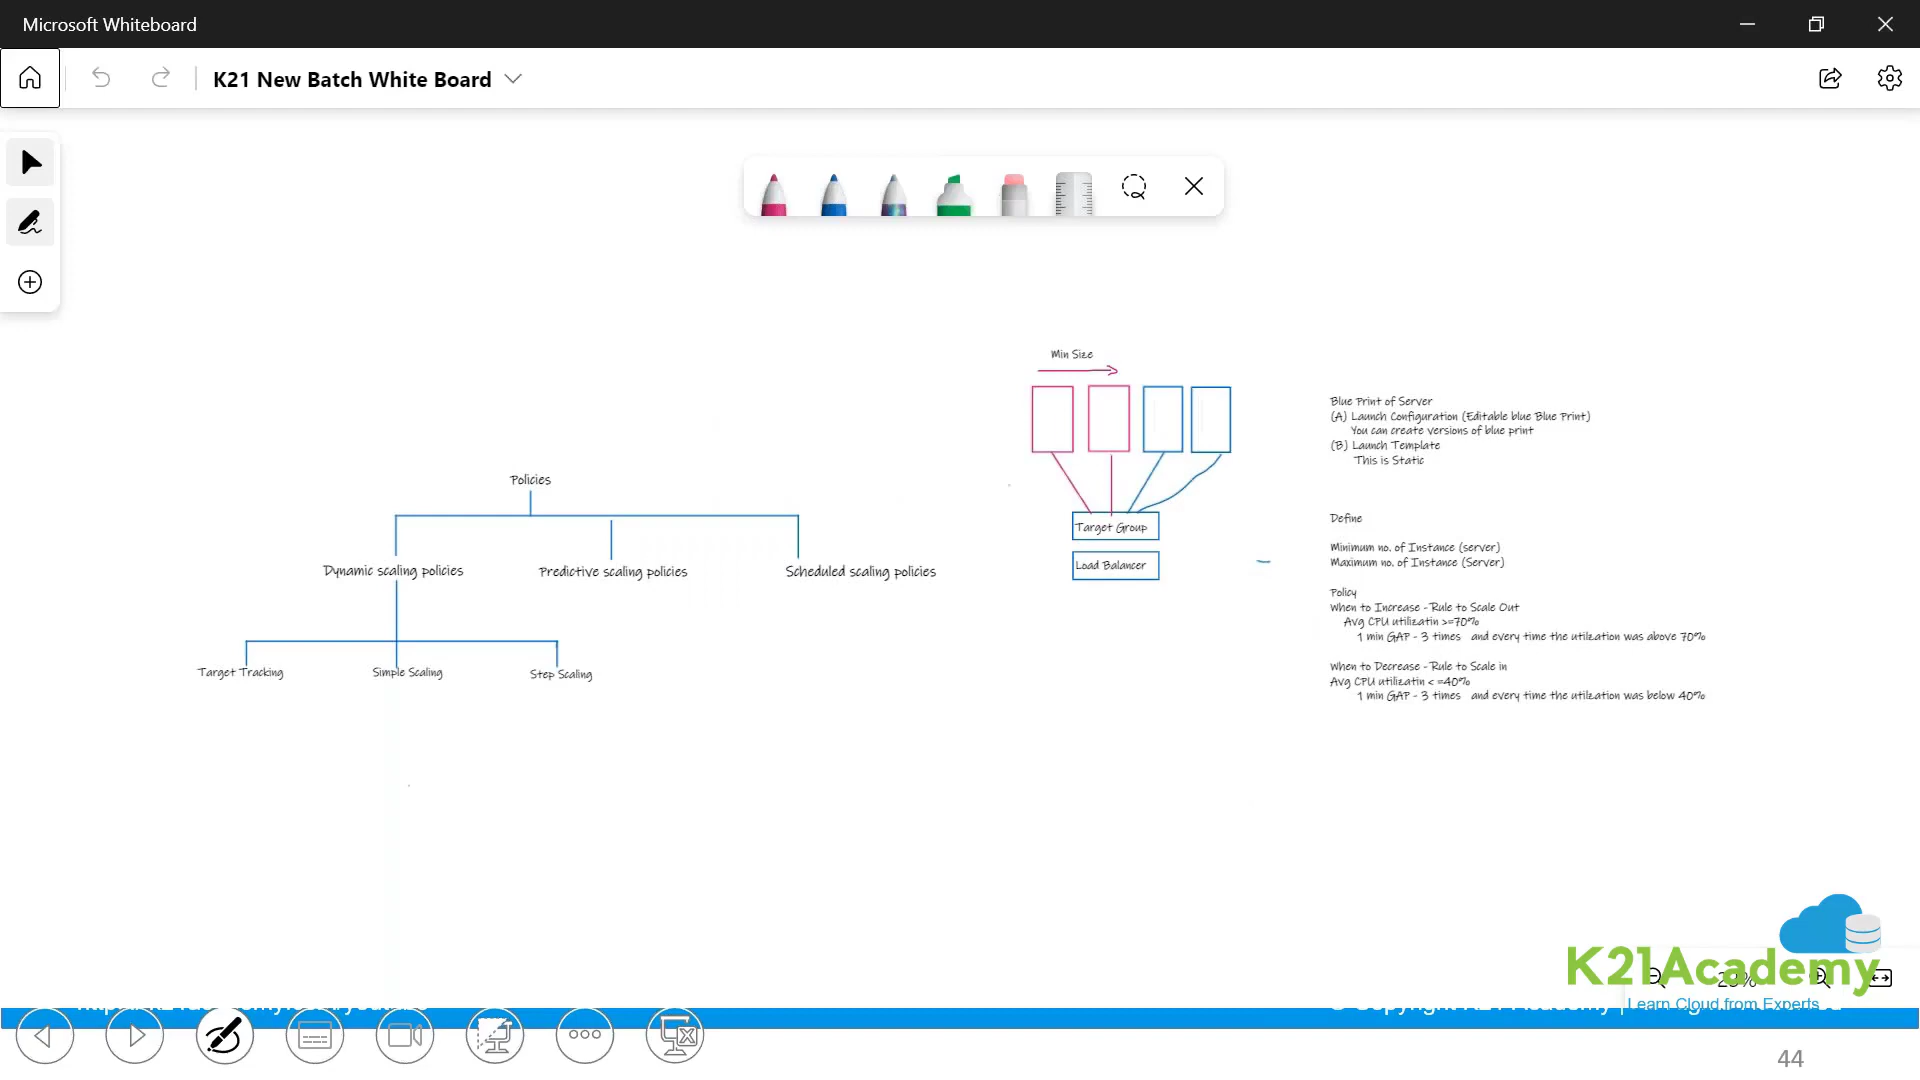 Microsoft Whiteboard
K21 New Batch White Board
Min Size
Blue Print of Server
(A) Launch Configuration (Editable blue Blue Print)
You can create versions of blue print
(B) Launch Template
This is Static
Policies
Define
Target Group
Minimum no. of Instance (server)
Maximum no. of Instance (Server)
Dynamic scaling policies
Predictive scaling policies
Scheduled scaling policies
Load Balancer
Policy
When to Increase - Rule to Scale Out
Avg CPU utilizatin >=70%
1 min GAP - 3 times and every time the utilzation was above 70%
When to Decrease - Rule to Scale in
Avg CPU utilizatin < =40%
1 min GAP - 3 times and every time the utilzation was below 40%
Target Tracking
Simple Scaling
Step Scaling
K21Academy
Learn Cloud from Experts
44